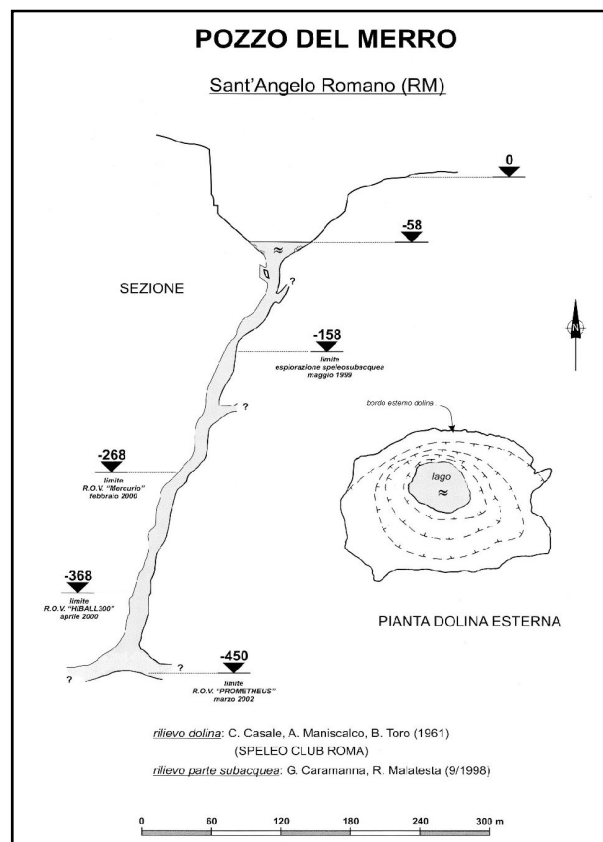 POZZO DEL MERRO
Sant'Angelo Romano (RM)
0
-58
?
SEZIONE
-158
limite
esplorazione speleosubacquea
maggio 1999
N
?
bordo esterno dolina
-268
limite
R.O.V. "Mercurio"
febbraio 2000
lago
-368
limite
R.O.V. "HiBALL300"
aprile 2000
PIANTA DOLINA ESTERNA
?
?
-450
limite
R.O.V. "PROMETHEUS"
marzo 2002
rilievo dolina: C. Casale, A. Maniscalco, B. Toro (1961)
(SPELEO CLUB ROMA)
rilievo parte subacquea: G. Caramanna, R. Malatesta (9/1998)
0 60 120 180 240 300 m